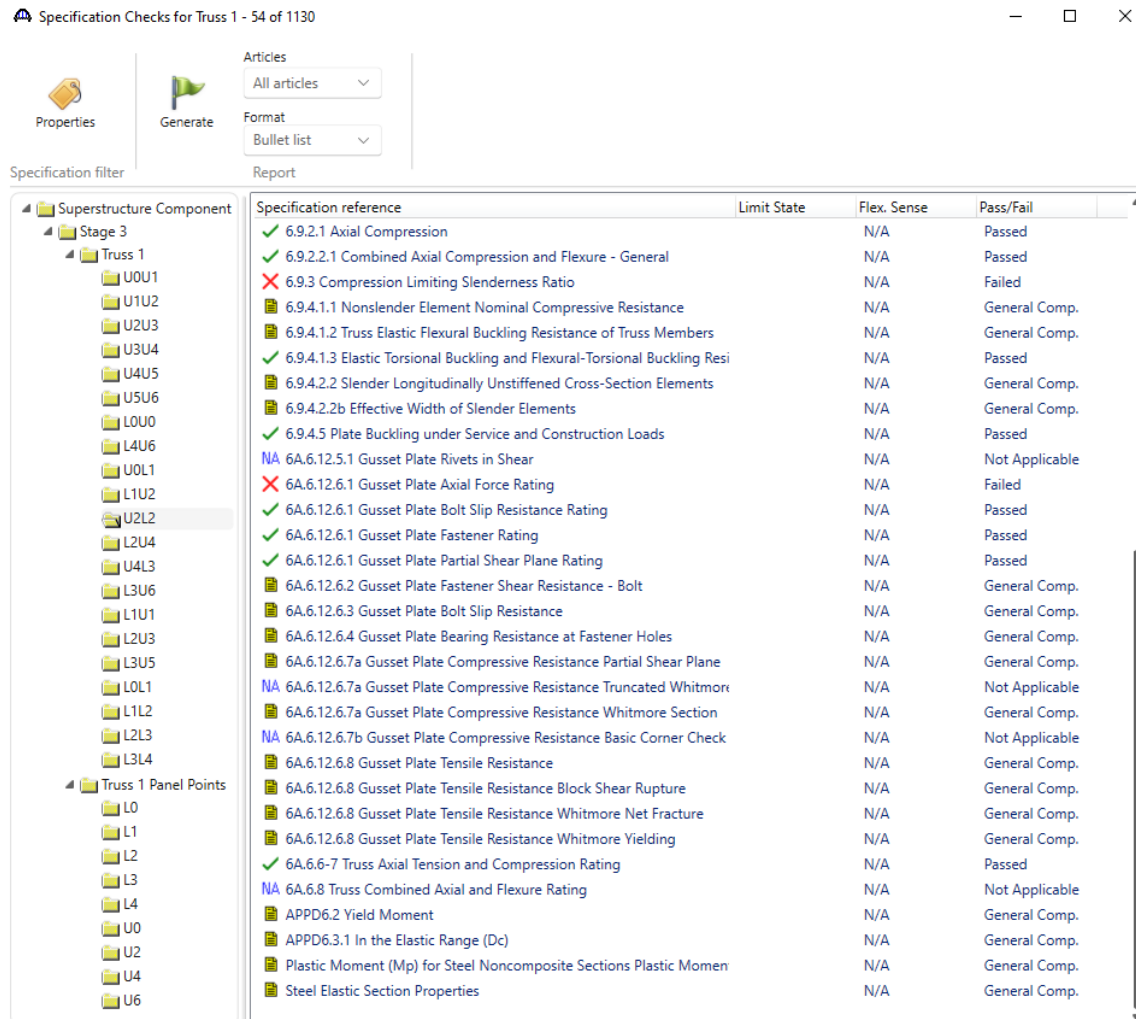 Specification Checks for Truss 1 - 54 of 1130
Properties
Specification filter
Generate
Articles
All articles
Format
Bullet list
Report
Superstructure Component
Stage 3
Truss 1
U0U1
U1U2
U2U3
U3U4
U4U5
U5U6
L0U0
L4U6
U0L1
L1U2
U2L2
L2U4
U4L3
L3U6
L1U1
L2U3
L3U5
L0L1
L1L2
L2L3
L3L4
Truss 1 Panel Points
L0
L1
L2
L3
L4
U0
U2
U4
U6
Specification reference Limit State Flex. Sense Pass/Fail
6.9.2.1 Axial Compression N/A Passed
6.9.2.2.1 Combined Axial Compression and Flexure - General N/A Passed
6.9.3 Compression Limiting Slenderness Ratio N/A Failed
6.9.4.1.1 Nonslender Element Nominal Compressive Resistance N/A General Comp.
6.9.4.1.2 Truss Elastic Flexural Buckling Resistance of Truss Members N/A General Comp.
6.9.4.1.3 Elastic Torsional Buckling and Flexural-Torsional Buckling Resi N/A Passed
6.9.4.2.2 Slender Longitudinally Unstiffened Cross-Section Elements N/A General Comp.
6.9.4.2.2b Effective Width of Slender Elements N/A General Comp.
6.9.4.5 Plate Buckling under Service and Construction Loads N/A Passed
NA 6A.6.12.5.1 Gusset Plate Rivets in Shear N/A Not Applicable
6A.6.12.6.1 Gusset Plate Axial Force Rating N/A Failed
6A.6.12.6.1 Gusset Plate Bolt Slip Resistance Rating N/A Passed
6A.6.12.6.1 Gusset Plate Fastener Rating N/A Passed
6A.6.12.6.1 Gusset Plate Partial Shear Plane Rating N/A Passed
6A.6.12.6.2 Gusset Plate Fastener Shear Resistance - Bolt N/A General Comp.
6A.6.12.6.3 Gusset Plate Bolt Slip Resistance N/A General Comp.
6A.6.12.6.4 Gusset Plate Bearing Resistance at Fastener Holes N/A General Comp.
6A.6.12.6.7a Gusset Plate Compressive Resistance Partial Shear Plane N/A General Comp.
NA 6A.6.12.6.7a Gusset Plate Compressive Resistance Truncated Whitmore N/A Not Applicable
6A.6.12.6.7a Gusset Plate Compressive Resistance Whitmore Section N/A General Comp.
NA 6A.6.12.6.7b Gusset Plate Compressive Resistance Basic Corner Check N/A Not Applicable
6A.6.12.6.8 Gusset Plate Tensile Resistance N/A General Comp.
6A.6.12.6.8 Gusset Plate Tensile Resistance Block Shear Rupture N/A General Comp.
6A.6.12.6.8 Gusset Plate Tensile Resistance Whitmore Net Fracture N/A General Comp.
6A.6.12.6.8 Gusset Plate Tensile Resistance Whitmore Yielding N/A General Comp.
6A.6.6-7 Truss Axial Tension and Compression Rating N/A Passed
NA 6A.6.8 Truss Combined Axial and Flexure Rating N/A Not Applicable
APPD6.2 Yield Moment N/A General Comp.
APPD6.3.1 In the Elastic Range (Dc) N/A General Comp.
Plastic Moment (Mp) for Steel Noncomposite Sections Plastic Momen N/A General Comp.
Steel Elastic Section Properties N/A General Comp.